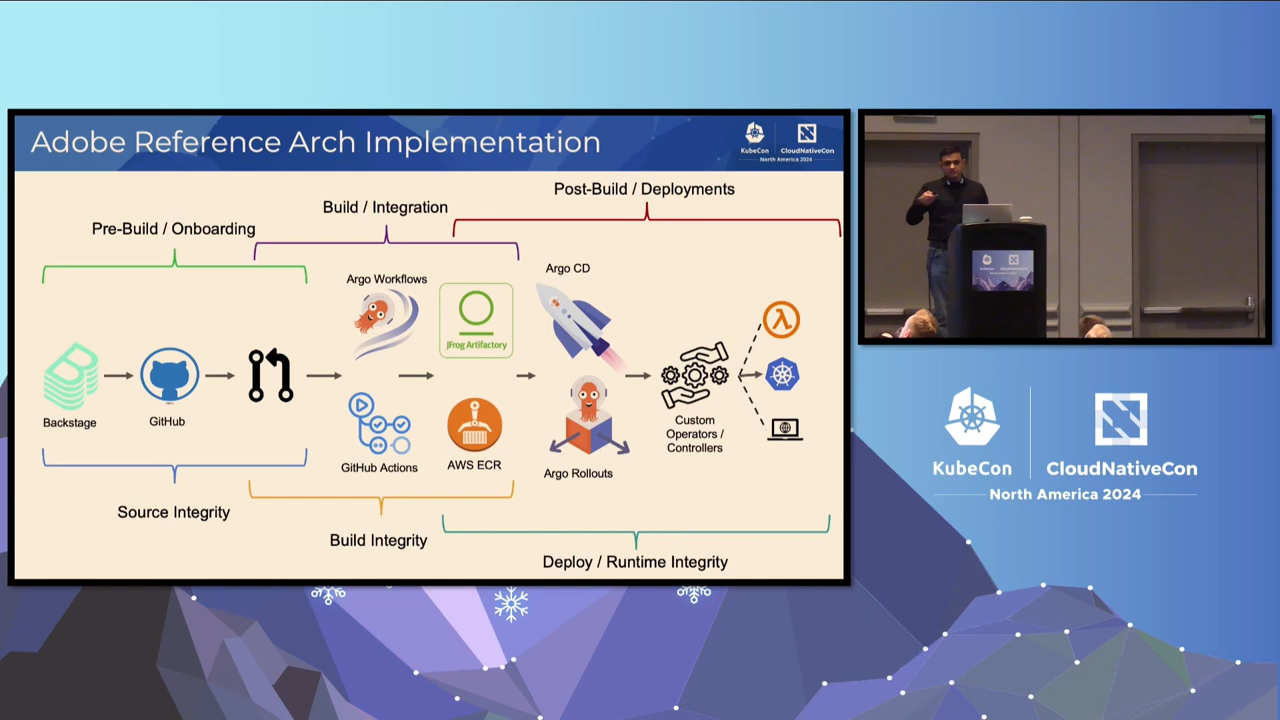 Adobe Reference Arch Implementation
KubeCon
CloudNativeCon
North America 2024
Post-Build / Deployments
Build / Integration
Pre-Build / Onboarding
Argo CD
Argo Workflows
JFrog Artifactory
Backstage
GitHub
GitHub Actions
AWS ECR
Argo Rollouts
Custom
Operators /
Controllers
Source Integrity
Build Integrity
Deploy / Runtime Integrity
KubeCon
CloudNativeCon
KubeCon
CloudNativeCon
North America 2024